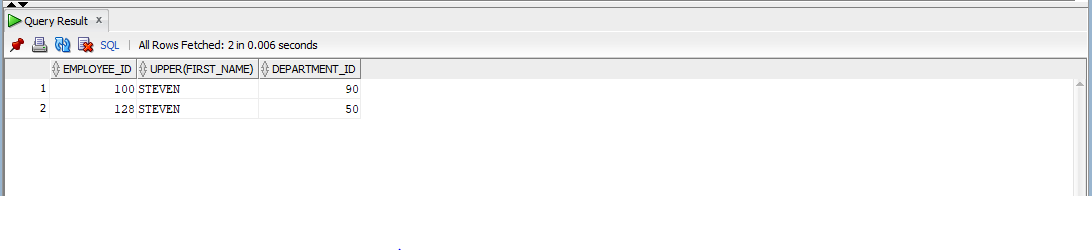 Query Result x
SQL | All Rows Fetched: 2 in 0.006 seconds
EMPLOYEE_ID UPPER(FIRST_NAME) DEPARTMENT_ID
1 100 STEVEN 90
2 128 STEVEN 50